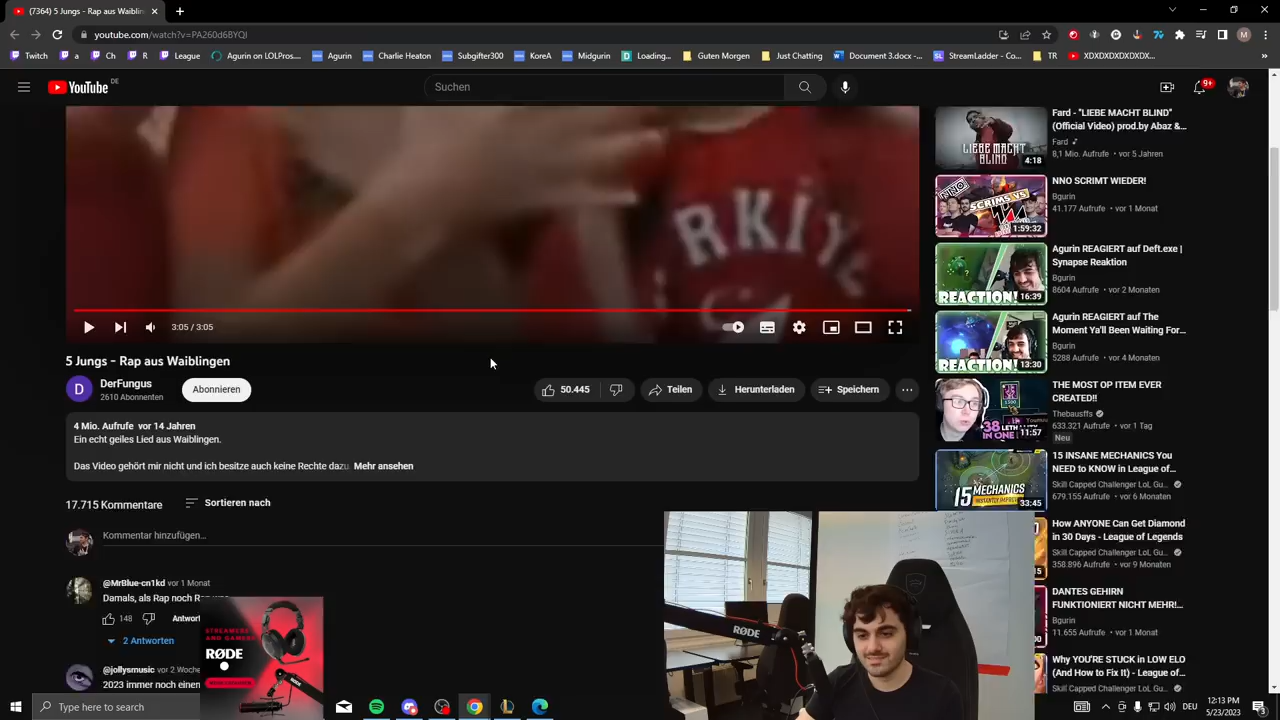 (7364) 5 Jungs - Rap aus Waiblin
youtube.com/watch?v=PA260d6BYQI
Twitch
a
League
Agurin on LOLProS...
Agurin
Charlie Heaton
Subgifter300
KoreA
Midgurin
Loading...
Guten Morgen
Just Chatting
Document 3.docx -...
StreamLadder - Co...
TR
XDXDXDXDXDXD...
YouTube DE
Suchen
9+
3:05 / 3:05
5 Jungs – Rap aus Waiblingen
D
DerFungus
2610 Abonnenten
Abonnieren
50.445
Teilen
Herunterladen
Speichern
4 Mio. Aufrufe vor 14 Jahren
Ein echt geiles Lied aus Waiblingen.
Das Video gehört mir nicht und ich besitze auch keine Rechte dazu
Mehr ansehen
17.715 Kommentare
Sortieren nach
Kommentar hinzufügen...
@MrBlue-cn1kd vor 1 Monat
Damals, als Rap noch
148
Antwort
2 Antworten
@jollysmusic vor 2 Woche
2023 immer noch einen
STREAMERS
AND GAMERS
RØDE
RØDE
LIEBE MACHT
BLIND
4:18
Fard - "LIEBE MACHT BLIND"
(Official Video) prod.by Abaz &...
Fard
8,1 Mio. Aufrufe • vor 5 Jahren
NNO
SCRIMS VS
1:59:32
NNO SCRIMT WIEDER!
Bgurin
41.177 Aufrufe • vor 1 Monat
REACTION!
16:39
Agurin REAGIERT auf Deft.exe |
Synapse Reaktion
Bgurin
8604 Aufrufe • vor 2 Monaten
REACTION!
13:30
Agurin REAGIERT auf The
Moment Ya'll Been Waiting For...
Bgurin
5288 Aufrufe • vor 4 Monaten
38 LETH
IN ONE
11:57
THE MOST OP ITEM EVER
CREATED!!
Thebausffs
633.321 Aufrufe • vor 1 Tag
Neu
15 MECHANICS
33:45
15 INSANE MECHANICS You
NEED to KNOW in League of...
Skill Capped Challenger LoL Gu...
679.155 Aufrufe • vor 6 Monaten
How ANYONE Can Get Diamond
in 30 Days - League of Legends
Skill Capped Challenger LoL Gu...
358.896 Aufrufe • vor 9 Monaten
DANTES GEHIRN
FUNKTIONIERT NICHT MEHR!...
11.655 Aufrufe • vor 1 Monat
Why YOU'RE STUCK in LOW ELO
(And How to Fix It) - League of...
Skill Capped Challenger LoL Gu...
Type here to search
DEU
12:13 PM
5/23/2023
3